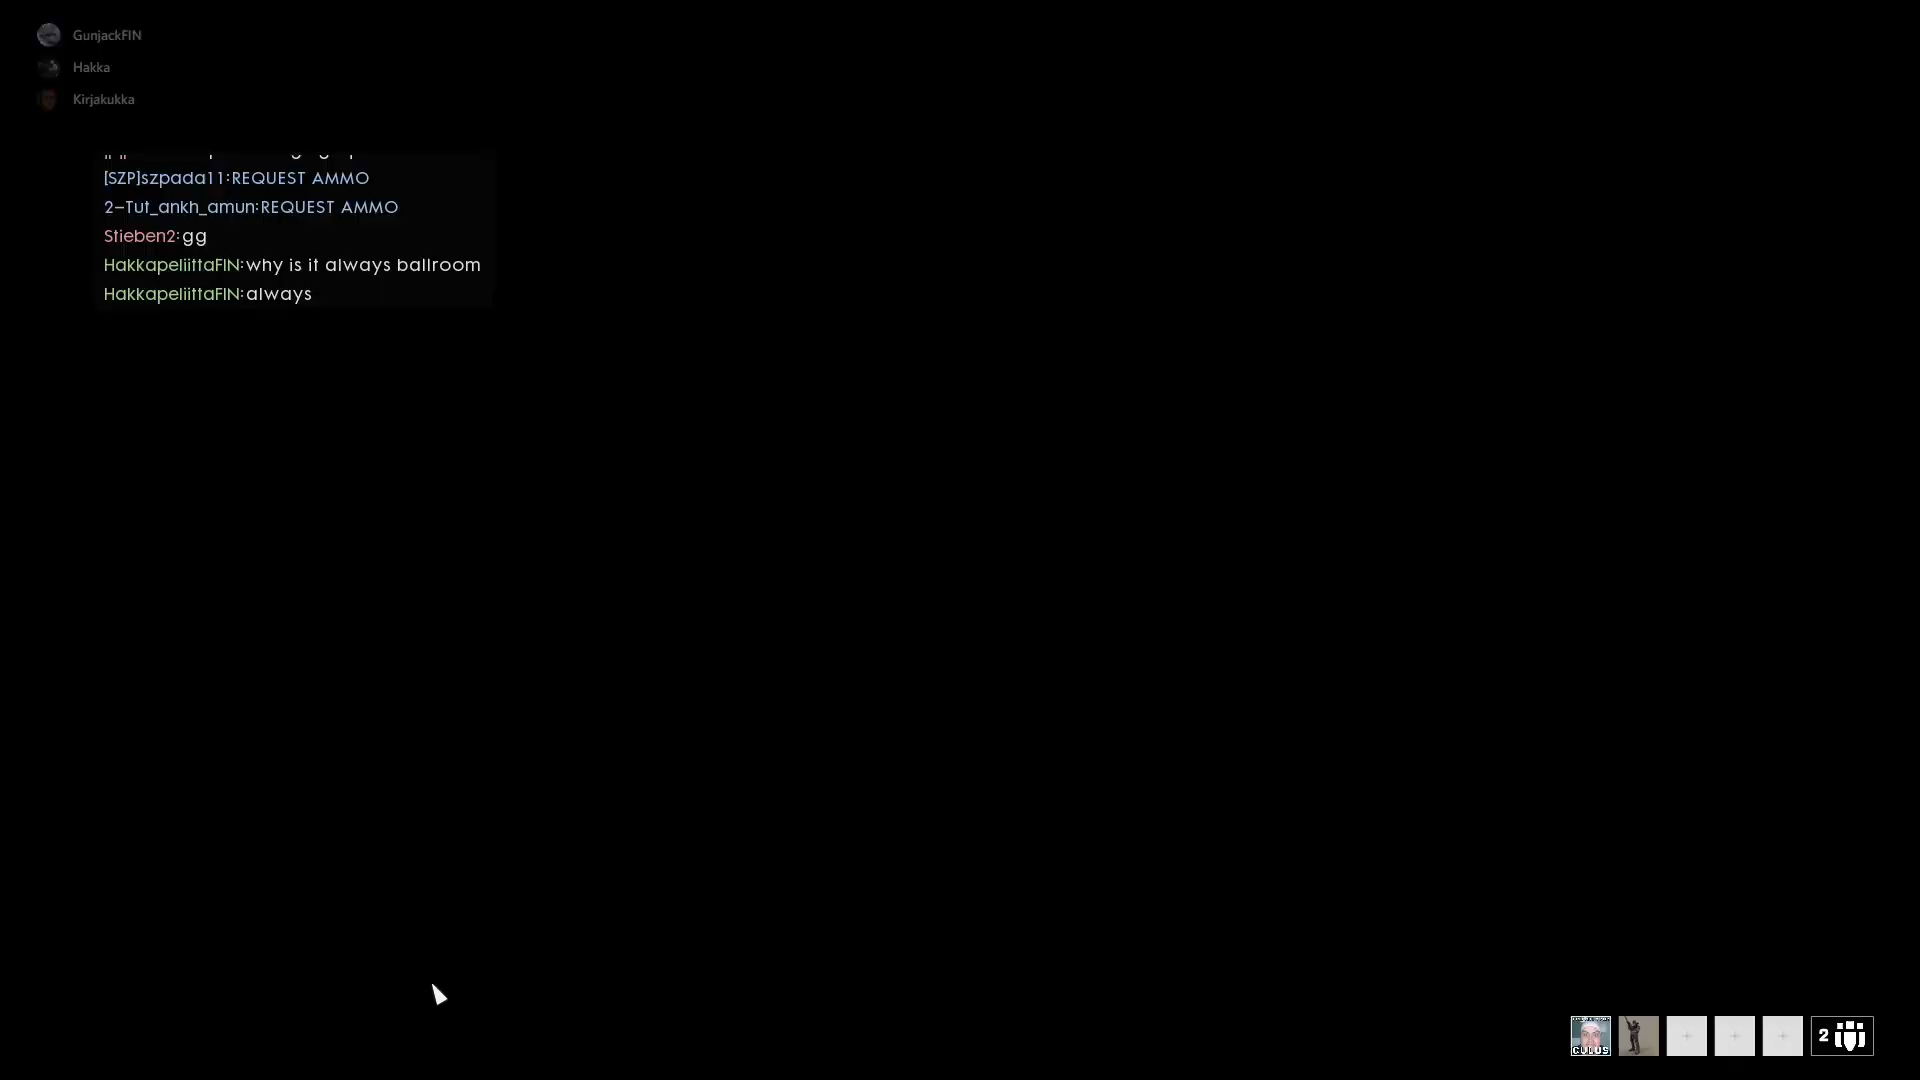 GunjackFIN
Hakka
Kirjakukka
[SZP]szpada11:REQUEST AMMO
2-Tut_ankh_amun:REQUEST AMMO
Stieben2:gg
HakkapeliittaFIN:why is it always ballroom
HakkapeliittaFIN:always
CULUS
2